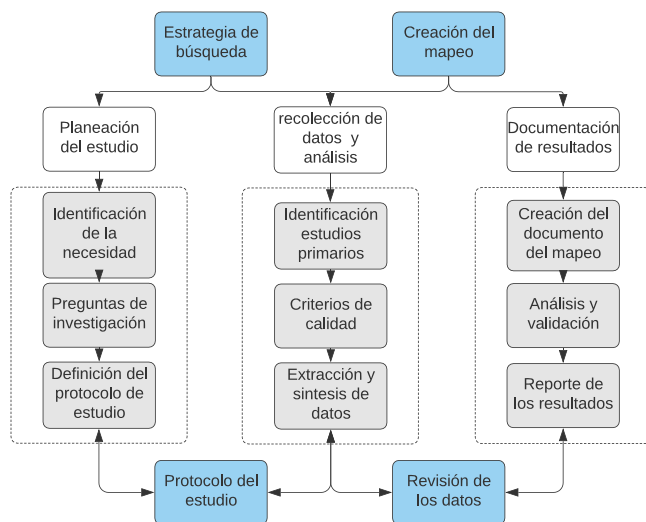 Estrategia de
búsqueda
Creación del
mapeo
Planeación
del estudio
recolección de
datos y
análisis
Documentación
de resultados
Identificación
de la
necesidad
Identificación
estudios
primarios
Creación del
documento
del mapeo
Preguntas de
investigación
Criterios de
calidad
Análisis y
validación
Definición del
protocolo de
estudio
Extracción y
sintesis de
datos
Reporte de
los resultados
Protocolo del
estudio
Revisión de
los datos